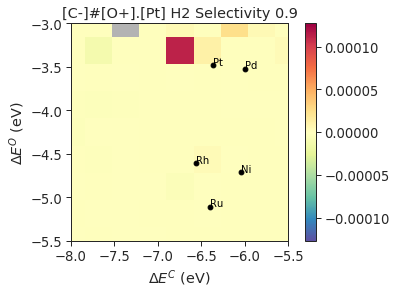 [C-]#[O+].[Pt] H2 Selectivity 0.9
−3.0
−3.5
−4.0
−4.5
−5.0
−5.5
ΔE^O (eV)
Pt
Pd
Rh
Ni
Ru
−8.0 −7.5 −7.0 −6.5 −6.0 −5.5
ΔE^C (eV)
0.00010
0.00005
0.00000
−0.00005
−0.00010